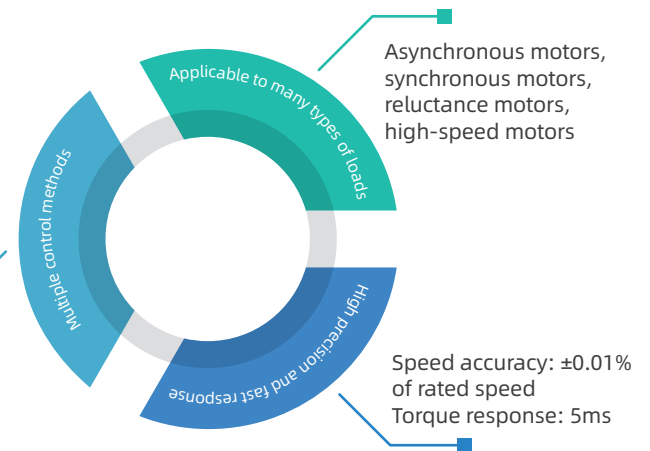 Applicable to many types of loads
Asynchronous motors,
synchronous motors,
reluctance motors,
high-speed motors
Multiple control methods
High precision and fast response
Speed accuracy: ±0.01%
of rated speed
Torque response: 5ms